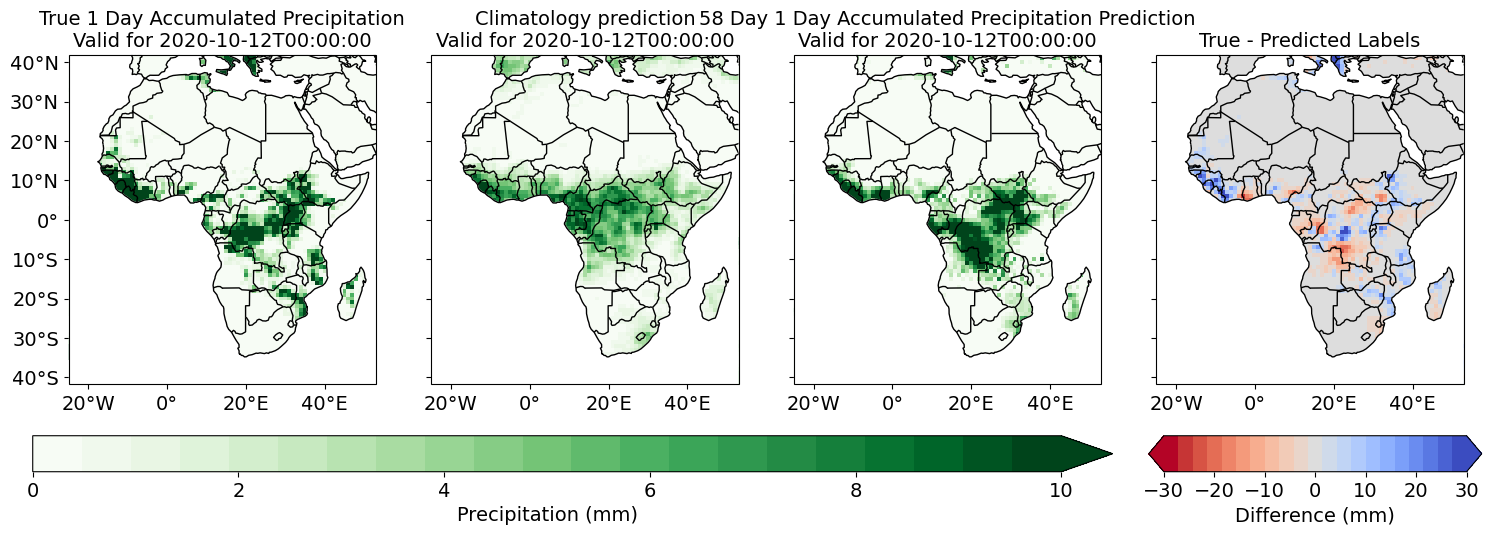 True 1 Day Accumulated Precipitation
Valid for 2020-10-12T00:00:00
Climatology prediction
Valid for 2020-10-12T00:00:00
58 Day 1 Day Accumulated Precipitation Prediction
Valid for 2020-10-12T00:00:00
True - Predicted Labels
40°N
30°N
20°N
10°N
0°
10°S
20°S
30°S
40°S
20°W 0° 20°E 40°E
20°W 0° 20°E 40°E
20°W 0° 20°E 40°E
20°W 0° 20°E 40°E
0 2 4 6 8 10
Precipitation (mm)
−30 −20 −10 0 10 20 30
Difference (mm)